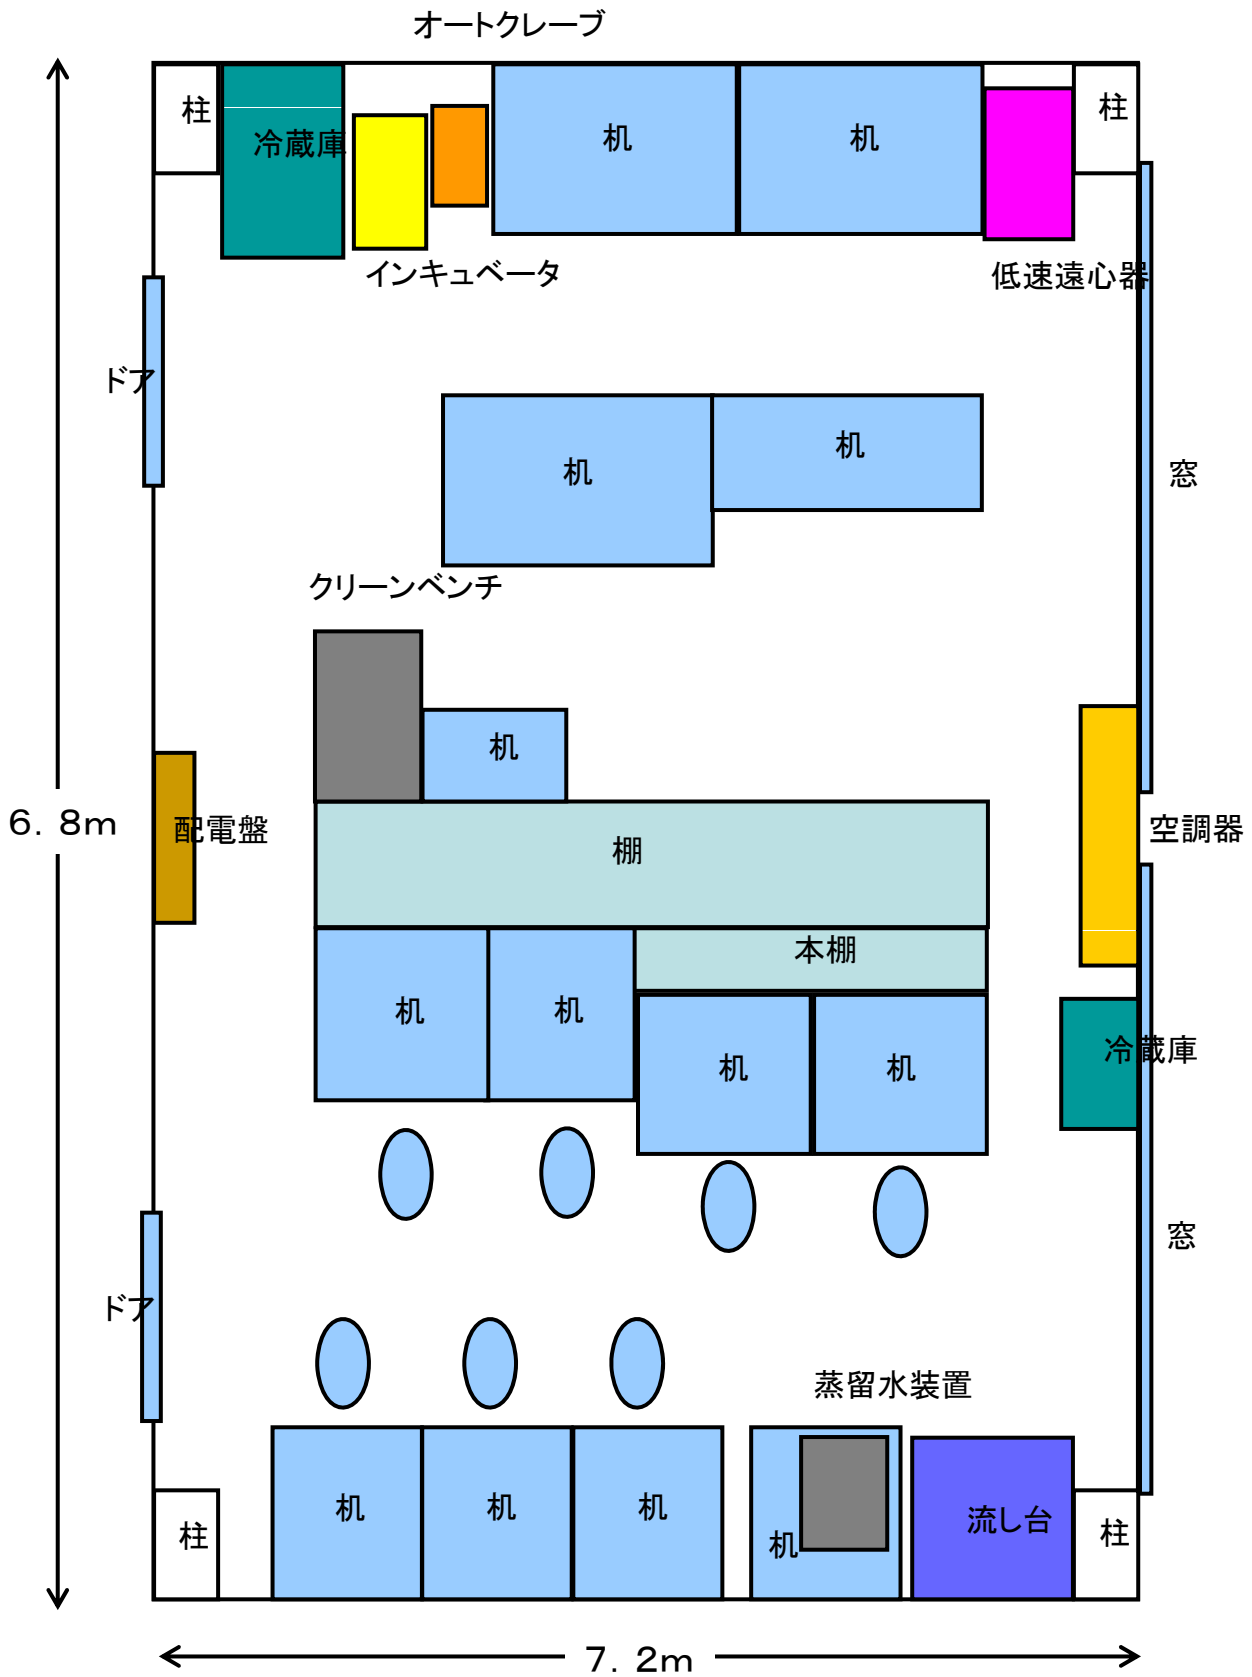 オートクレーブ
柱
冷蔵庫
机
机
柱
インキュベータ
低速遠心器
ドア
机
机
窓
クリーンベンチ
机
6. 8m
配電盤
棚
空調器
本棚
机
机
机
机
冷蔵庫
窓
ドア
蒸留水装置
柱
机
机
机
机
流し台
柱
7. 2m